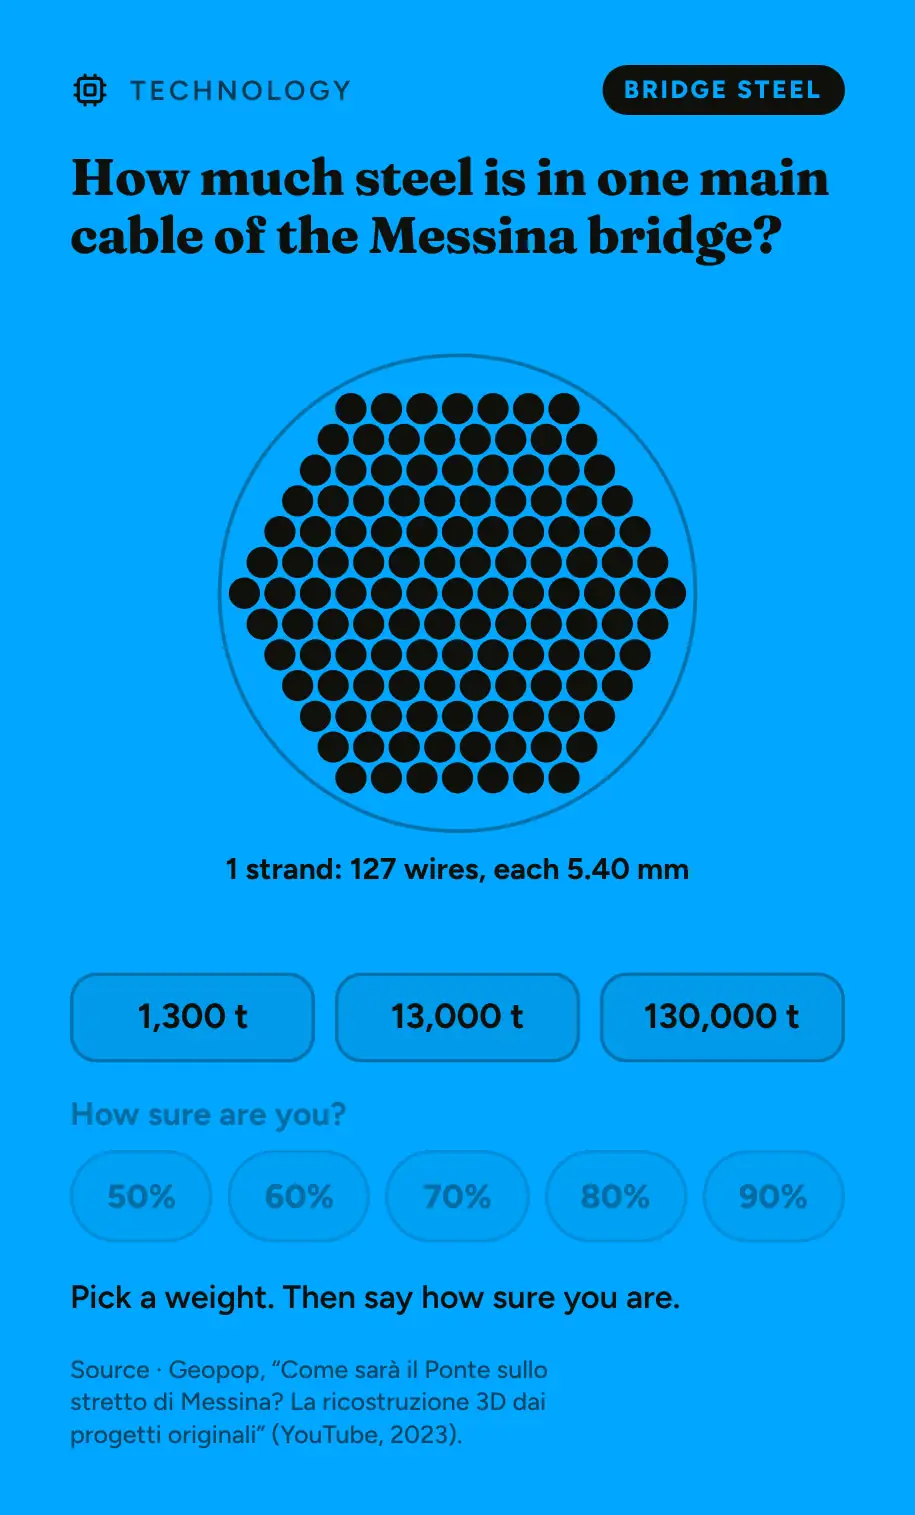 TECHNOLOGY
BRIDGE STEEL
How much steel is in one main
cable of the Messina bridge?
1 strand: 127 wires, each 5.40 mm
1,300 t
13,000 t
130,000 t
How sure are you?
50%
60%
70%
80%
90%
Pick a weight. Then say how sure you are.
Source · Geopop, “Come sarà il Ponte sullo
stretto di Messina? La ricostruzione 3D dai
progetti originali” (YouTube, 2023).